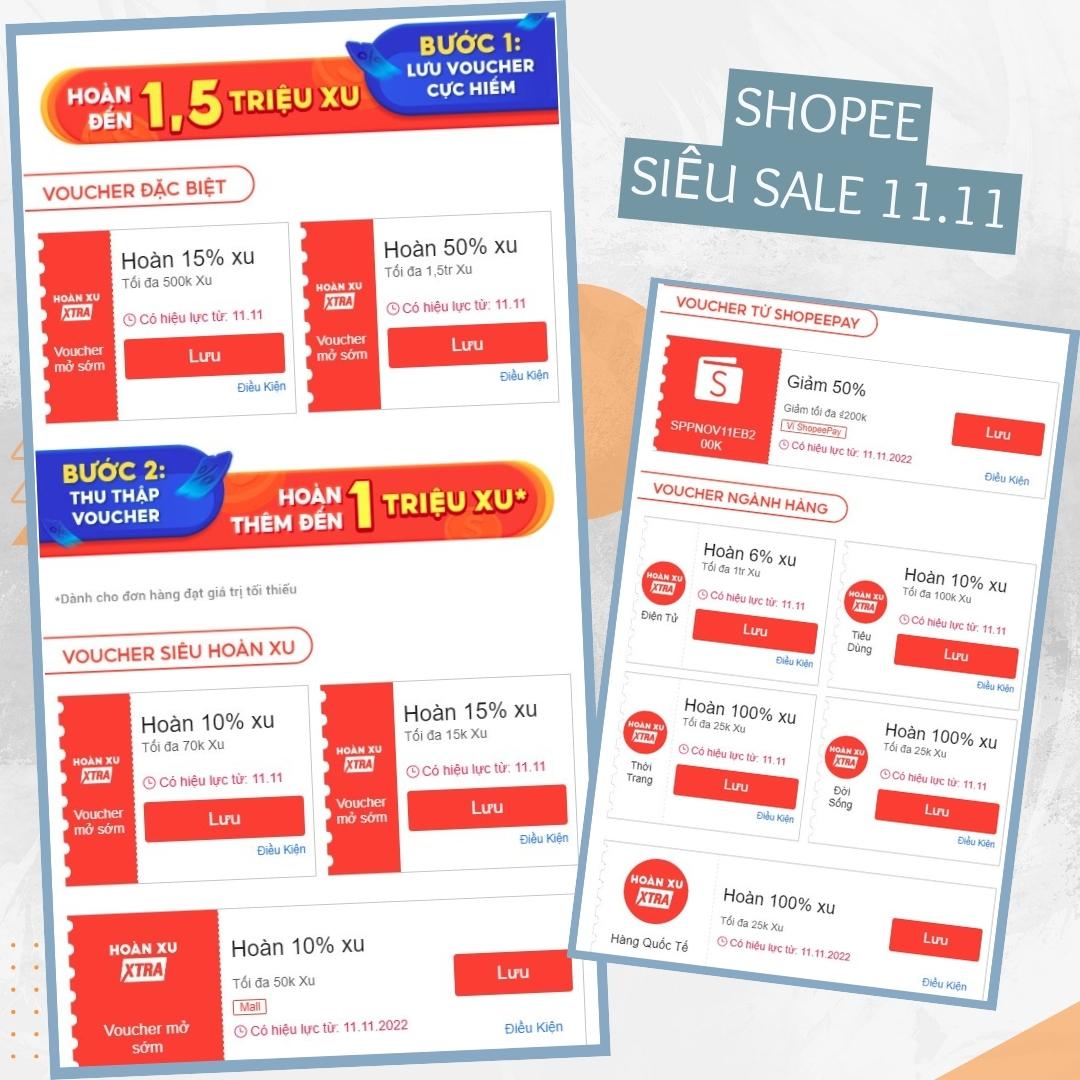 HOÀN
ĐẾN
1,5 TRIỆU XU
BƯỚC 1:
LƯU VOUCHER
CỰC HIẾM
VOUCHER ĐẶC BIỆT
HOÀN XU
XTRA
Voucher
mở sớm
Hoàn 15% xu
Tối đa 500k Xu
Có hiệu lực từ: 11.11
Lưu
Điều Kiện
HOÀN XU
XTRA
Voucher
mở sớm
Hoàn 50% xu
Tối đa 1,5tr Xu
Có hiệu lực từ: 11.11
Lưu
Điều Kiện
BƯỚC 2:
THU THẬP
VOUCHER
HOÀN
THÊM ĐẾN
1 TRIỆU XU*
*Dành cho đơn hàng đạt giá trị tối thiếu
VOUCHER SIÊU HOÀN XU
HOÀN XU
XTRA
Voucher
mở sớm
Hoàn 10% xu
Tối đa 70k Xu
Có hiệu lực từ: 11.11
Lưu
Điều Kiện
HOÀN XU
XTRA
Voucher
mở sớm
Hoàn 15% xu
Tối đa 15k Xu
Có hiệu lực từ: 11.11
Lưu
Điều Kiện
HOÀN XU
XTRA
Voucher mở
sớm
Hoàn 10% xu
Tối đa 50k Xu
Mall
Có hiệu lực từ: 11.11.2022
Lưu
Điều Kiện
SHOPEE
SIÊU SALE 11.11
VOUCHER TỪ SHOPEEPAY
S
SPPNOV11EB2
00K
Giảm 50%
Giảm tối đa ₫200k
Ví ShopeePay
Có hiệu lực từ: 11.11.2022
Lưu
Điều Kiện
VOUCHER NGÀNH HÀNG
HOÀN XU
XTRA
Điện Tử
Hoàn 6% xu
Tối đa 1tr Xu
Có hiệu lực từ: 11.11
Lưu
Điều Kiện
HOÀN XU
XTRA
Tiêu
Dùng
Hoàn 10% xu
Tối đa 100k Xu
Có hiệu lực từ: 11.11
Lưu
Điều Kiện
HOÀN XU
XTRA
Thời
Trang
Hoàn 100% xu
Tối đa 25k Xu
Có hiệu lực từ: 11.11
Lưu
Điều Kiện
HOÀN XU
XTRA
Đời
Sống
Hoàn 100% xu
Tối đa 25k Xu
Có hiệu lực từ: 11.11
Lưu
Điều Kiện
HOÀN XU
XTRA
Hàng Quốc Tế
Hoàn 100% xu
Tối đa 25k Xu
Có hiệu lực từ: 11.11.2022
Lưu
Điều Kiện